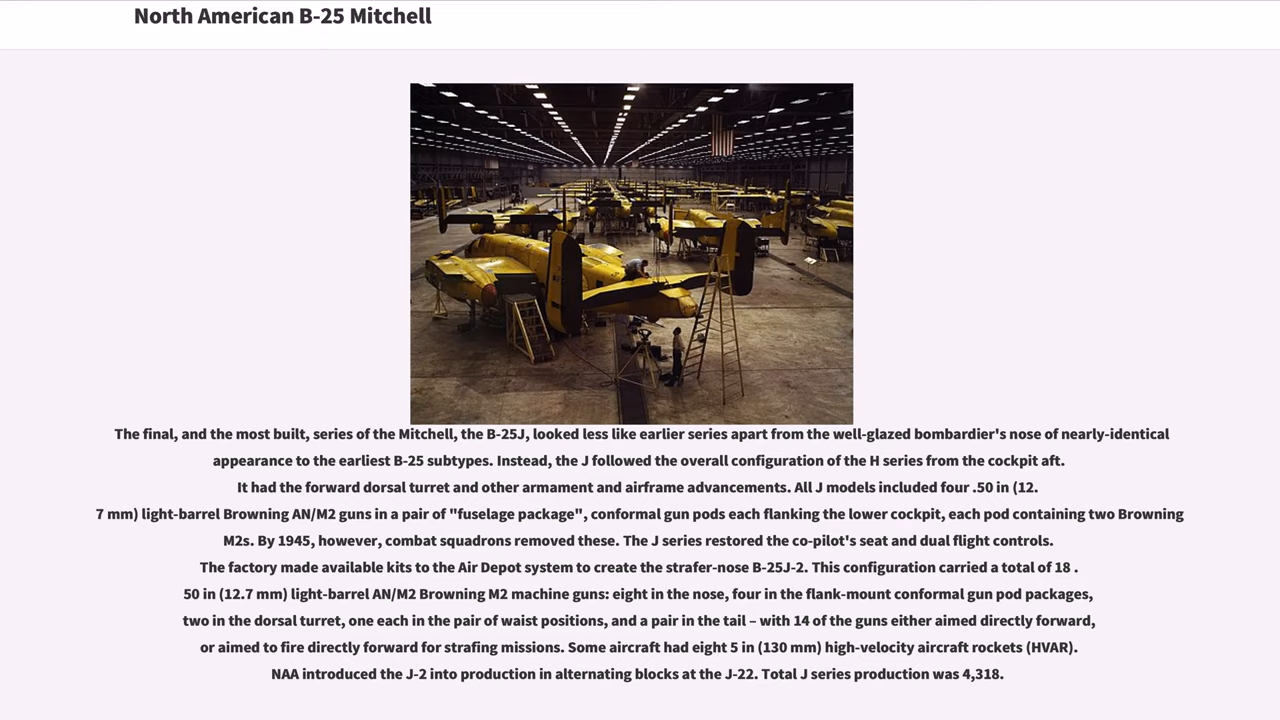 North American B-25 Mitchell
The final, and the most built, series of the Mitchell, the B-25J, looked less like earlier series apart from the well-glazed bombardier's nose of nearly-identical
appearance to the earliest B-25 subtypes. Instead, the J followed the overall configuration of the H series from the cockpit aft.
It had the forward dorsal turret and other armament and airframe advancements. All J models included four .50 in (12.
7 mm) light-barrel Browning AN/M2 guns in a pair of "fuselage package", conformal gun pods each flanking the lower cockpit, each pod containing two Browning
M2s. By 1945, however, combat squadrons removed these. The J series restored the co-pilot's seat and dual flight controls.
The factory made available kits to the Air Depot system to create the strafer-nose B-25J-2. This configuration carried a total of 18 .
50 in (12.7 mm) light-barrel AN/M2 Browning M2 machine guns: eight in the nose, four in the flank-mount conformal gun pod packages,
two in the dorsal turret, one each in the pair of waist positions, and a pair in the tail – with 14 of the guns either aimed directly forward,
or aimed to fire directly forward for strafing missions. Some aircraft had eight 5 in (130 mm) high-velocity aircraft rockets (HVAR).
NAA introduced the J-2 into production in alternating blocks at the J-22. Total J series production was 4,318.